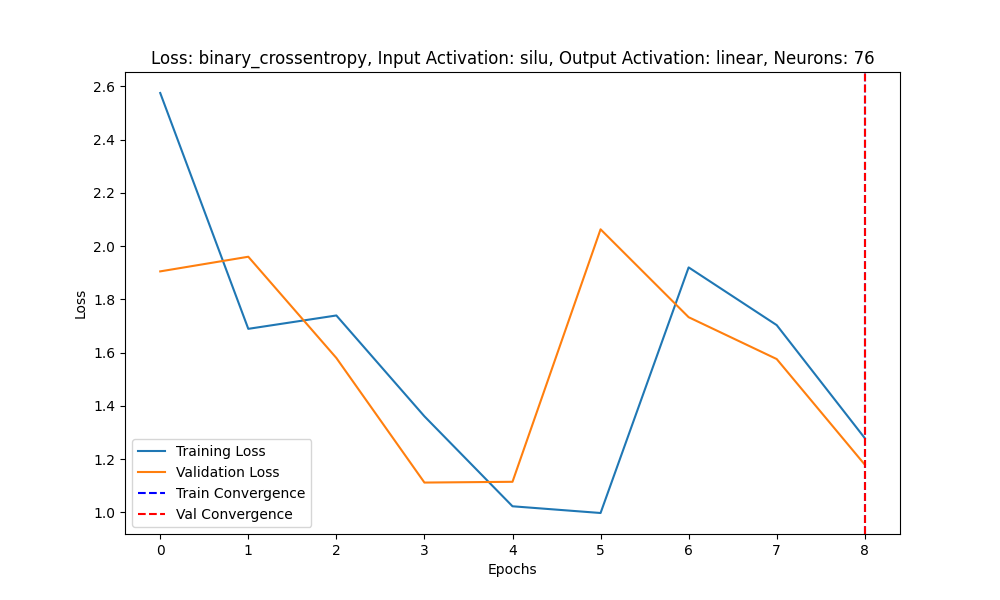 Loss: binary_crossentropy, Input Activation: silu, Output Activation: linear, Neurons: 76
2.6
2.4
2.2
2.0
1.8
1.6
1.4
1.2
1.0
Loss
Training Loss
Validation Loss
Train Convergence
Val Convergence
0 1 2 3 4 5 6 7 8
Epochs